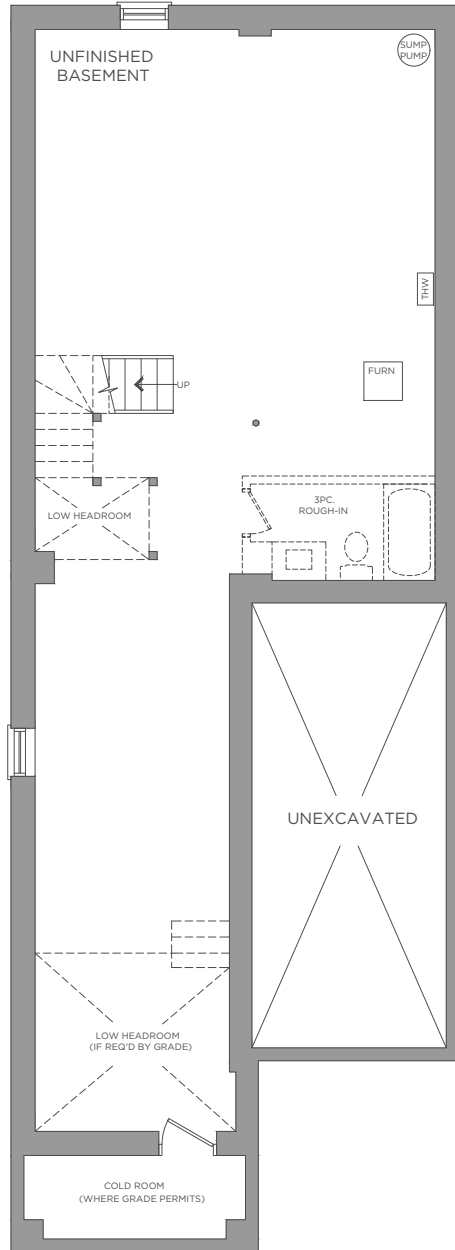 UNFINISHED
BASEMENT
SUMP
PUMP
THW
FURN
UP
3PC.
ROUGH-IN
LOW HEADROOM
UNEXCAVATED
LOW HEADROOM
(IF REQ'D BY GRADE)
COLD ROOM
(WHERE GRADE PERMITS)